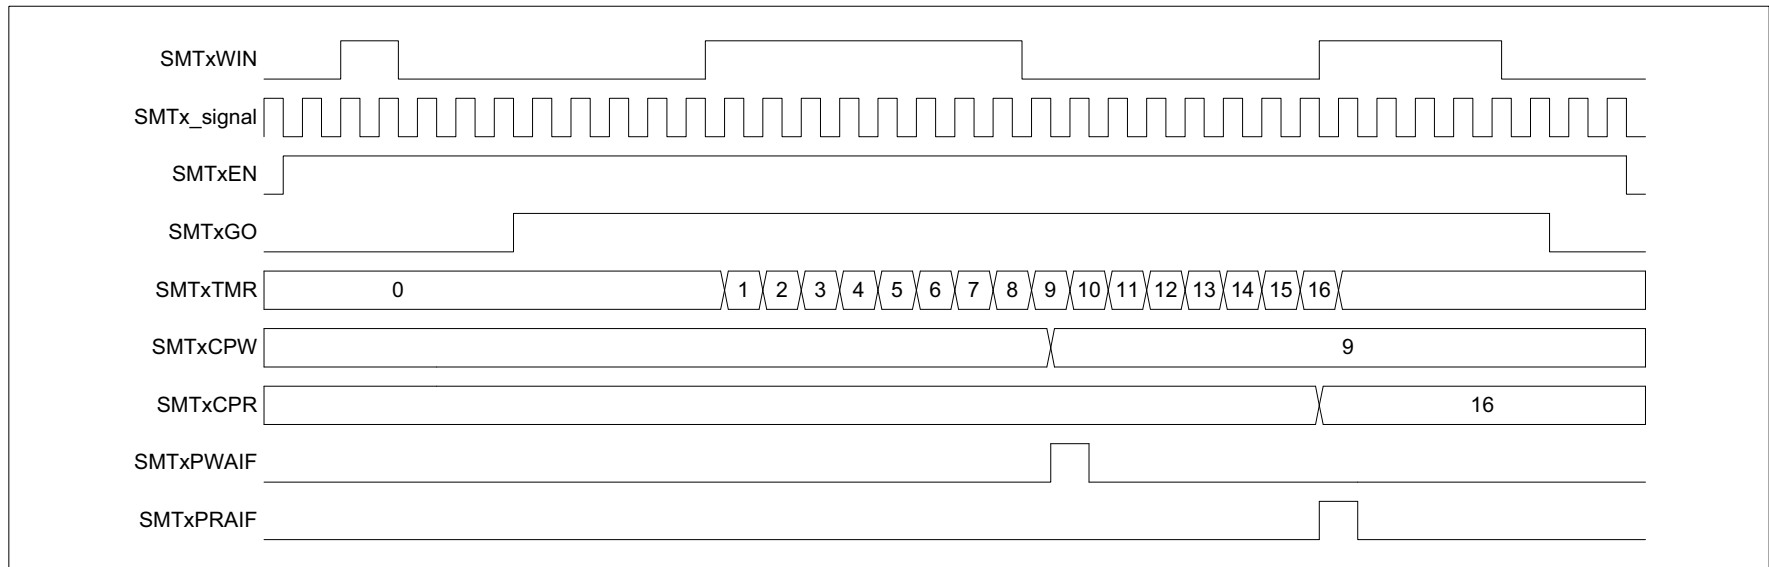 SMTxWIN
SMTx_signal
SMTxEN
SMTxGO
SMTxTMR 0 1 2 3 4 5 6 7 8 9 10 11 12 13 14 15 16
SMTxCPW 9
SMTxCPR 16
SMTxPWAIF
SMTxPRAIF